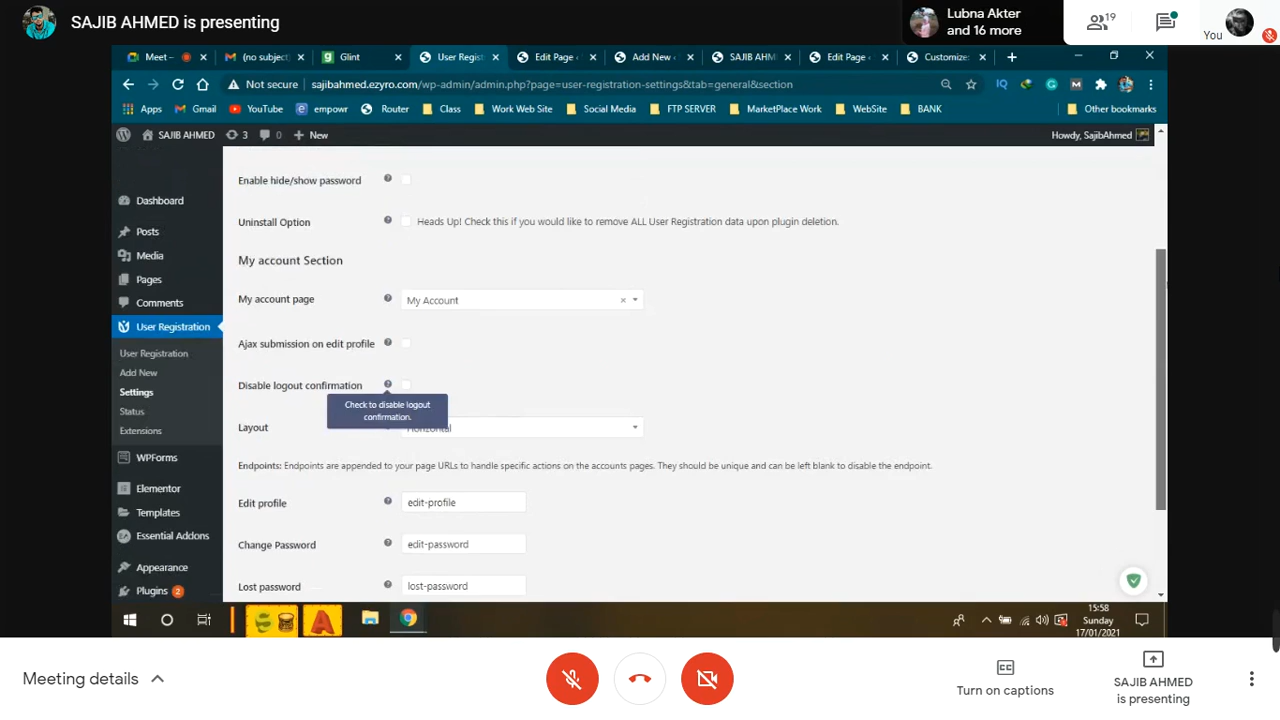 SAJIB AHMED is presenting
Lubna Akter
and 16 more
19
You
Meet –
(no subject
Glint
User Regis
Edit Page ‹
Add New ‹
SAJIB AHM
Edit Page ‹
Customize:
Not secure
sajibahmed.ezyro.com/wp-admin/admin.php?page=user-registration-settings&tab=general&section
Apps
Gmail
YouTube
empowr
Router
Class
Work Web Site
Social Media
FTP SERVER
MarketPlace Work
WebSite
BANK
Other bookmarks
SAJIB AHMED
3
0
New
Howdy, SajibAhmed
Dashboard
Posts
Media
Pages
Comments
User Registration
User Registration
Add New
Settings
Status
Extensions
WPForms
Elementor
Templates
Essential Addons
Appearance
Plugins 2
Enable hide/show password
Uninstall Option
Heads Up! Check this if you would like to remove ALL User Registration data upon plugin deletion.
My account Section
My account page
My Account
Ajax submission on edit profile
Disable logout confirmation
Check to disable logout
confirmation.
Layout
Horizontal
Endpoints: Endpoints are appended to your page URLs to handle specific actions on the accounts pages. They should be unique and can be left blank to disable the endpoint.
Edit profile
edit-profile
Change Password
edit-password
Lost password
lost-password
15:58
Sunday
17/01/2021
Meeting details
Turn on captions
SAJIB AHMED
is presenting